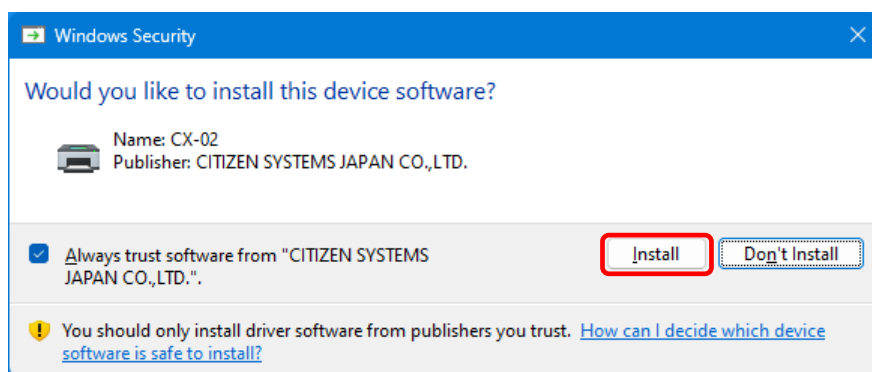 Windows Security
Would you like to install this device software?
Name: CX-02
Publisher: CITIZEN SYSTEMS JAPAN CO.,LTD.
Always trust software from "CITIZEN SYSTEMS
JAPAN CO.,LTD.".
Install
Don't Install
You should only install driver software from publishers you trust. How can I decide which device
software is safe to install?